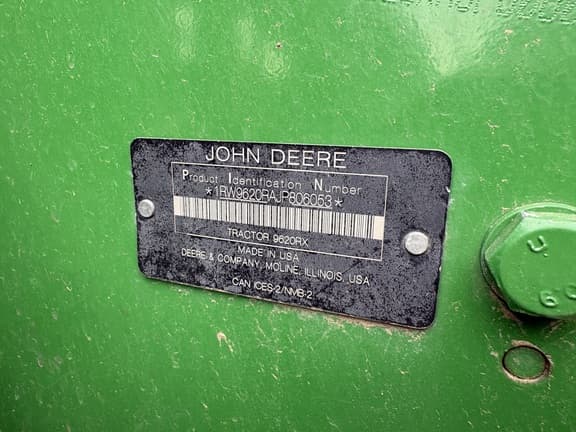 JOHN DEERE
Product Identification Number
*1RW9620RAJP806053*
TRACTOR 9620RX
MADE IN USA
DEERE & COMPANY MOLINE, ILLINOIS, USA
CAN ICES-2/NMB-2
J.